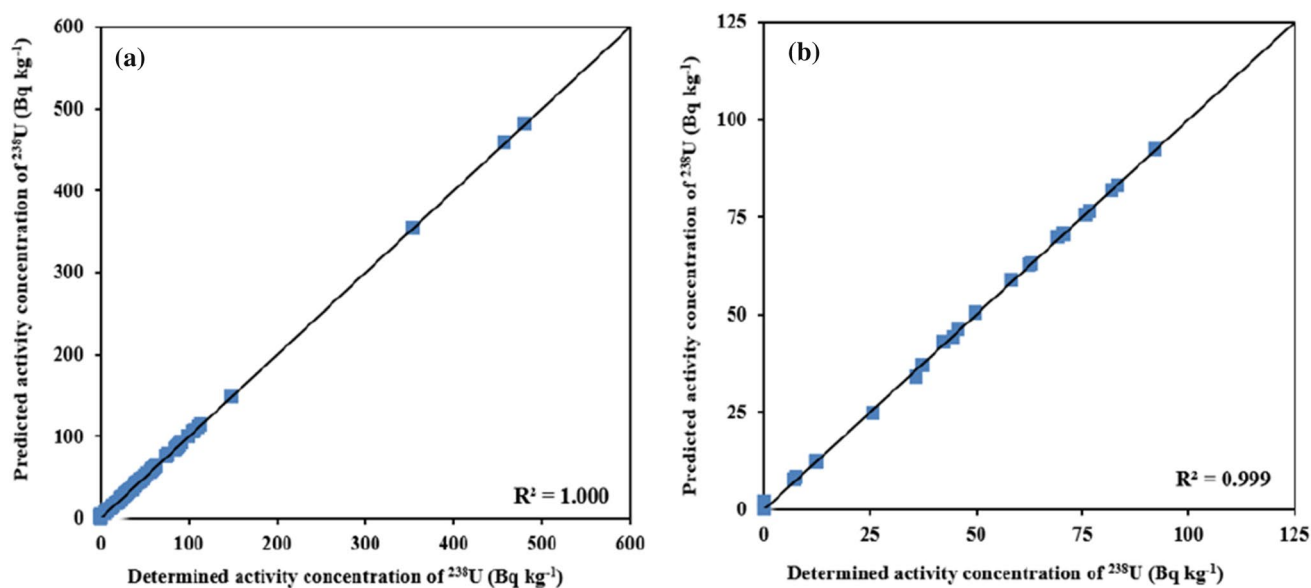 (a)
Predicted activity concentration of ²³⁸U (Bq kg⁻¹)
600
500
400
300
200
100
0
R² = 1.000
0 100 200 300 400 500 600
Determined activity concentration of ²³⁸U (Bq kg⁻¹)
(b)
Predicted activity concentration of ²³⁸U (Bq kg⁻¹)
125
100
75
50
25
0
R² = 0.999
0 25 50 75 100 125
Determined activity concentration of ²³⁸U (Bq kg⁻¹)